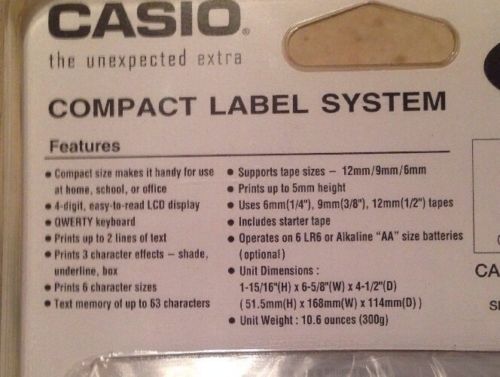 CASIO®
the unexpected extra
COMPACT LABEL SYSTEM
Features
• Compact size makes it handy for use
at home, school, or office
• 4-digit, easy-to-read LCD display
• QWERTY keyboard
• Prints up to 2 lines of text
• Prints 3 character effects – shade,
underline, box
• Prints 6 character sizes
• Text memory of up to 63 characters
• Supports tape sizes – 12mm/9mm/6mm
• Prints up to 5mm height
• Uses 6mm(1/4"), 9mm(3/8"), 12mm(1/2") tapes
• Includes starter tape
• Operates on 6 LR6 or Alkaline "AA" size batteries
(optional)
• Unit Dimensions :
1-15/16"(H) x 6-5/8"(W) x 4-1/2"(D)
( 51.5mm(H) x 168mm(W) x 114mm(D) )
• Unit Weight : 10.6 ounces (300g)
CA